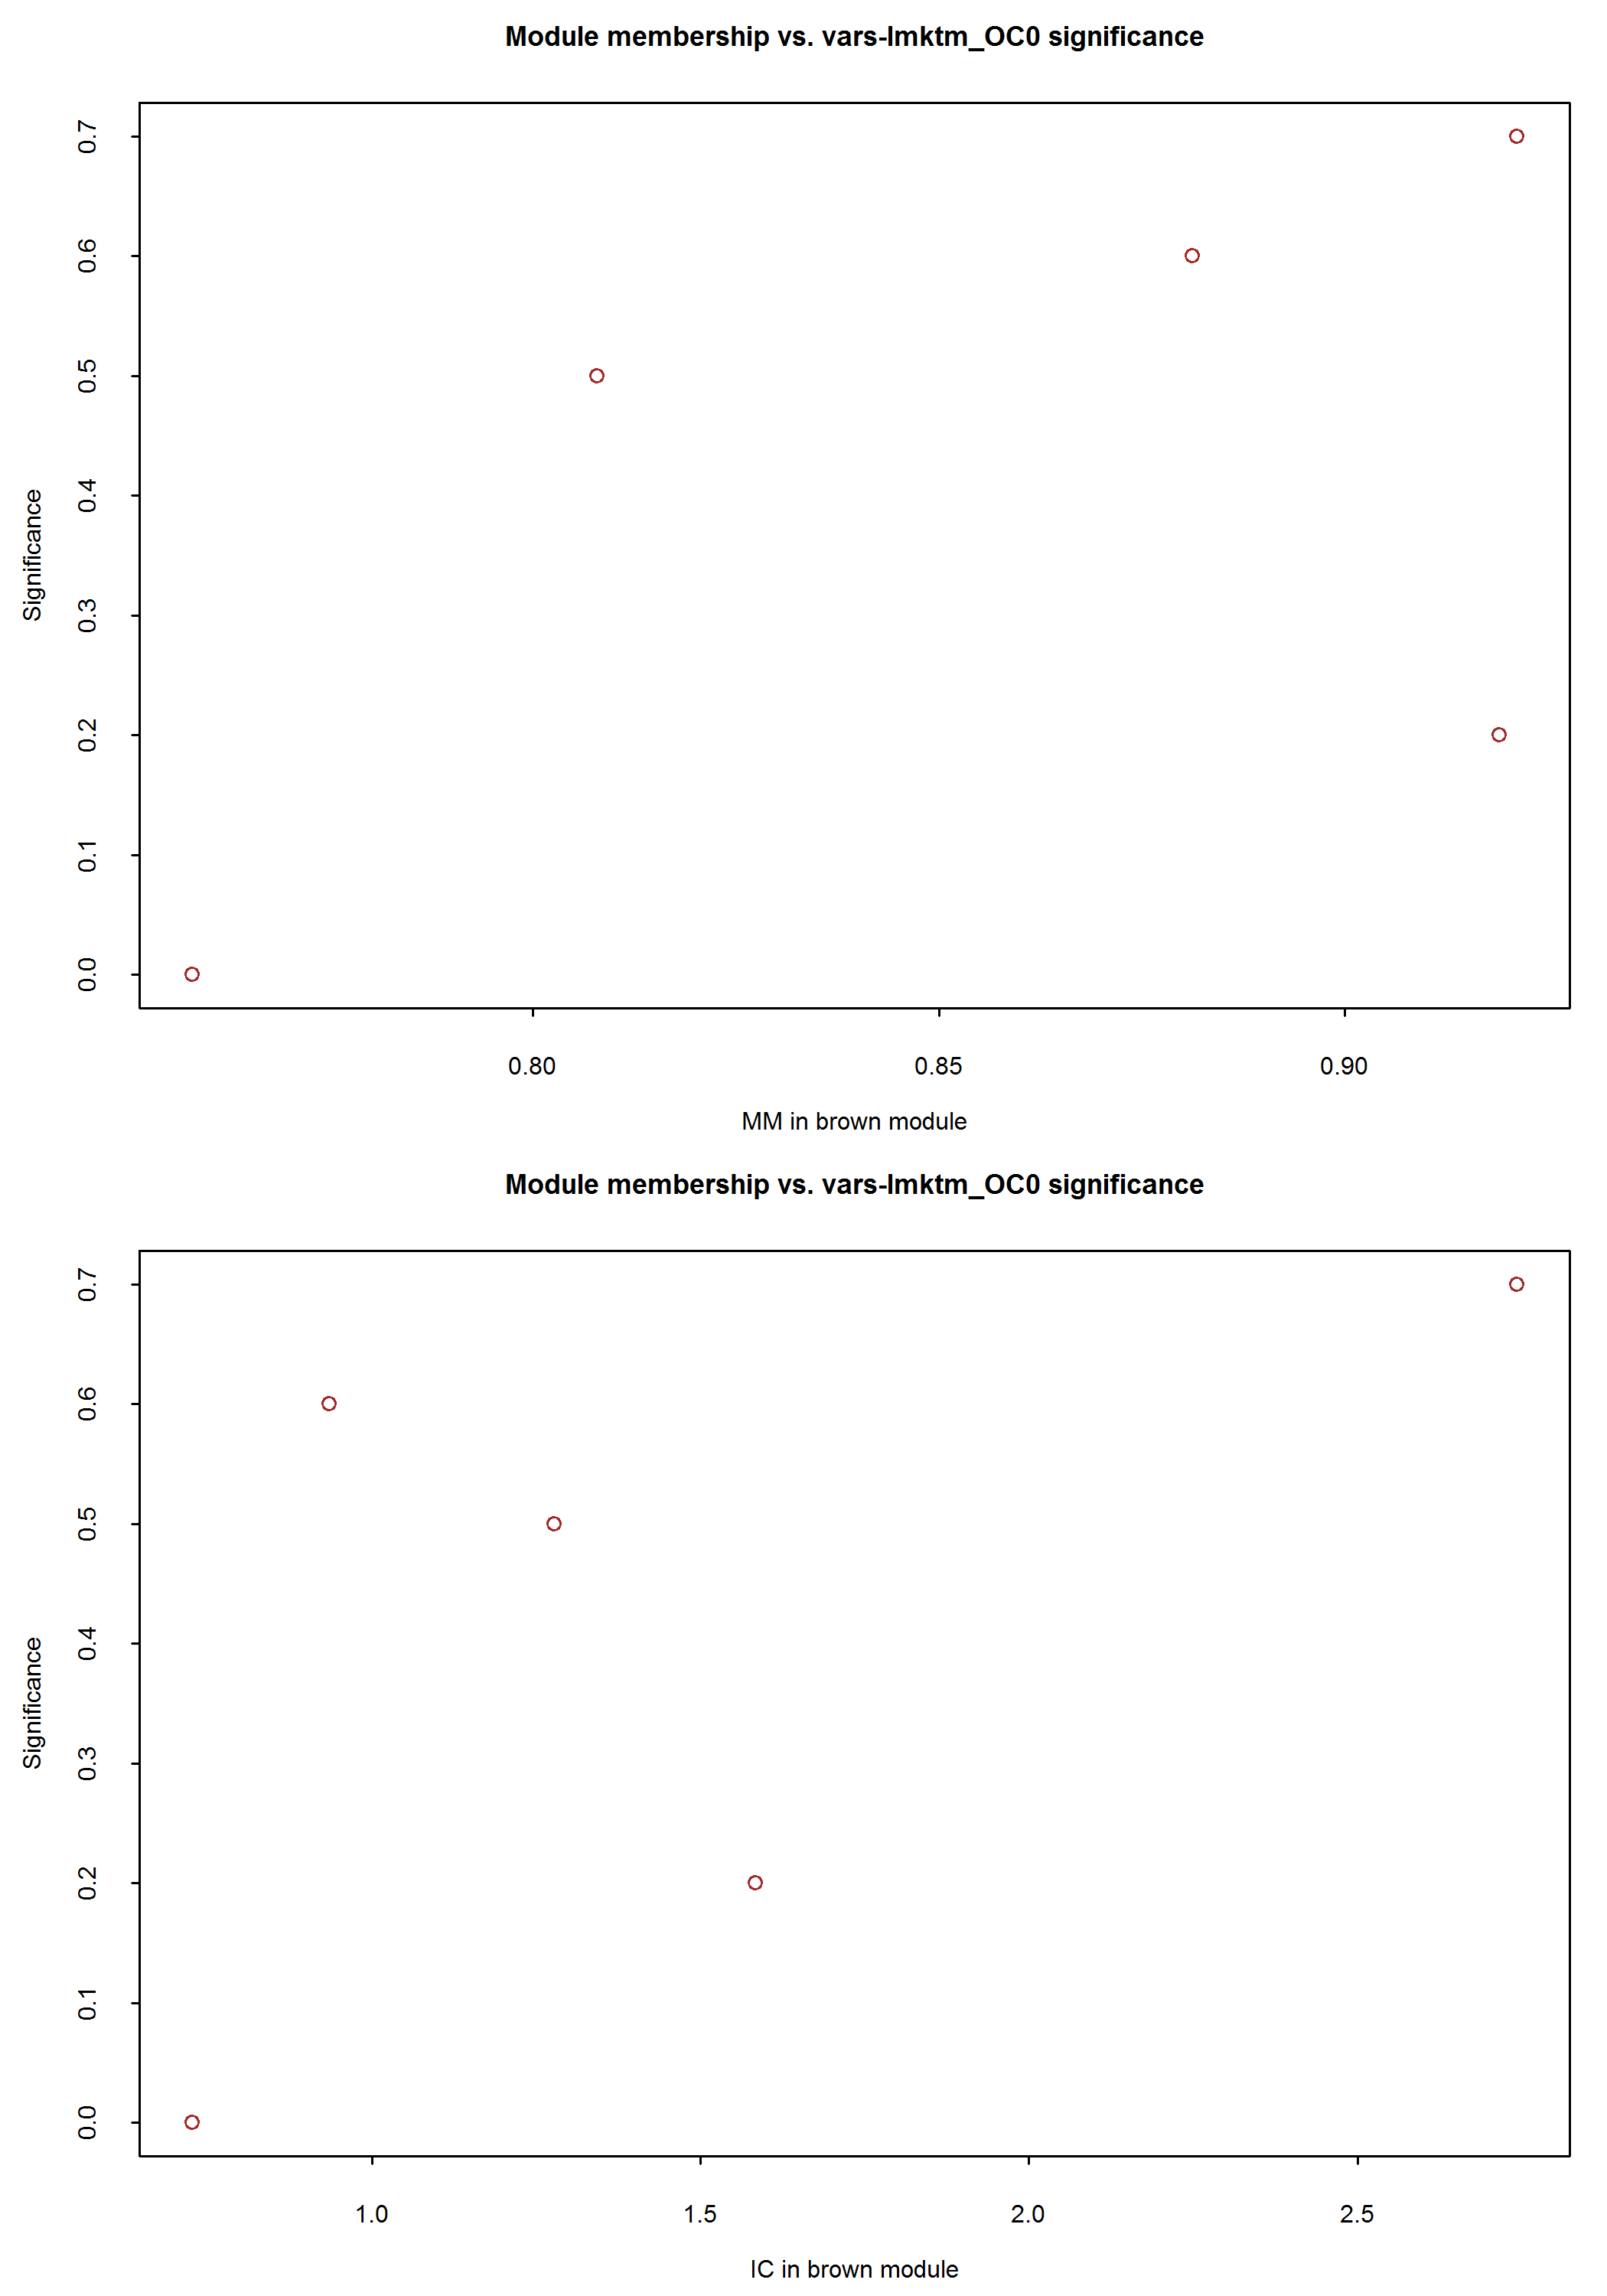 Module membership vs. vars-lmktm_OC0 significance
0.7
0.6
0.5
0.4
0.3
0.2
0.1
0.0
Significance
0.80 0.85 0.90
MM in brown module
Module membership vs. vars-lmktm_OC0 significance
0.7
0.6
0.5
0.4
0.3
0.2
0.1
0.0
Significance
1.0 1.5 2.0 2.5
IC in brown module